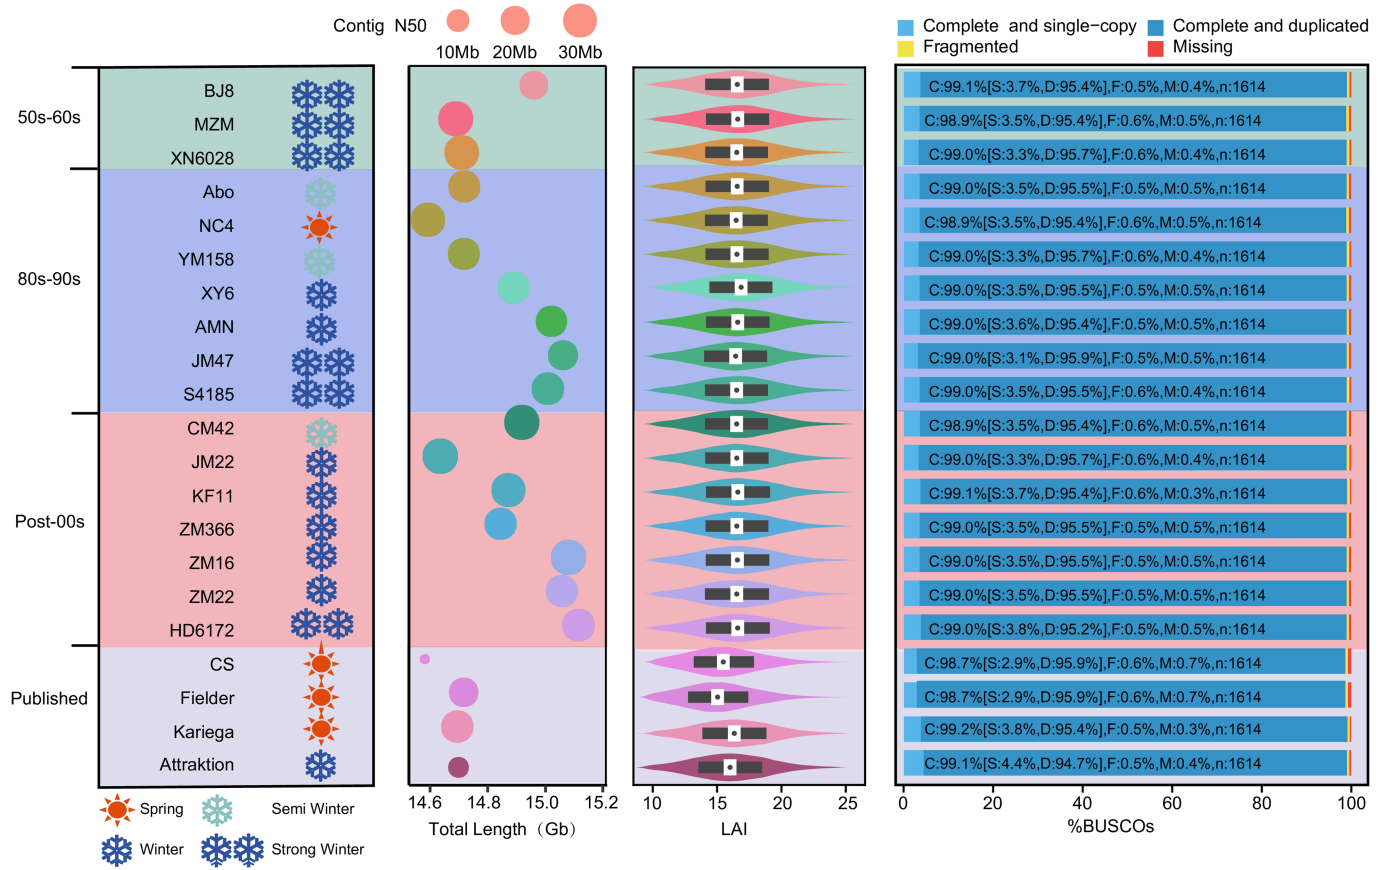 Contig N50
10Mb 20Mb 30Mb
Complete and single−copy
Complete and duplicated
Fragmented
Missing
50s-60s
BJ8
C:99.1%[S:3.7%,D:95.4%],F:0.5%,M:0.4%,n:1614
MZM
C:98.9%[S:3.5%,D:95.4%],F:0.6%,M:0.5%,n:1614
XN6028
C:99.0%[S:3.3%,D:95.7%],F:0.6%,M:0.4%,n:1614
80s-90s
Abo
C:99.0%[S:3.5%,D:95.5%],F:0.5%,M:0.5%,n:1614
NC4
C:98.9%[S:3.5%,D:95.4%],F:0.6%,M:0.5%,n:1614
YM158
C:99.0%[S:3.3%,D:95.7%],F:0.6%,M:0.4%,n:1614
XY6
C:99.0%[S:3.5%,D:95.5%],F:0.5%,M:0.5%,n:1614
AMN
C:99.0%[S:3.6%,D:95.4%],F:0.5%,M:0.5%,n:1614
JM47
C:99.0%[S:3.1%,D:95.9%],F:0.5%,M:0.5%,n:1614
S4185
C:99.0%[S:3.5%,D:95.5%],F:0.6%,M:0.4%,n:1614
Post-00s
CM42
C:98.9%[S:3.5%,D:95.4%],F:0.6%,M:0.5%,n:1614
JM22
C:99.0%[S:3.3%,D:95.7%],F:0.6%,M:0.4%,n:1614
KF11
C:99.1%[S:3.7%,D:95.4%],F:0.6%,M:0.3%,n:1614
ZM366
C:99.0%[S:3.5%,D:95.5%],F:0.5%,M:0.5%,n:1614
ZM16
C:99.0%[S:3.5%,D:95.5%],F:0.5%,M:0.5%,n:1614
ZM22
C:99.0%[S:3.5%,D:95.5%],F:0.5%,M:0.5%,n:1614
HD6172
C:99.0%[S:3.8%,D:95.2%],F:0.5%,M:0.5%,n:1614
Published
CS
C:98.7%[S:2.9%,D:95.9%],F:0.6%,M:0.7%,n:1614
Fielder
C:98.7%[S:2.9%,D:95.9%],F:0.6%,M:0.7%,n:1614
Kariega
C:99.2%[S:3.8%,D:95.4%],F:0.5%,M:0.3%,n:1614
Attraktion
C:99.1%[S:4.4%,D:94.7%],F:0.5%,M:0.4%,n:1614
14.6 14.8 15.0 15.2
Total Length（Gb）
10 15 20 25
LAI
0 20 40 60 80 100
%BUSCOs
Spring
Semi Winter
Winter
Strong Winter